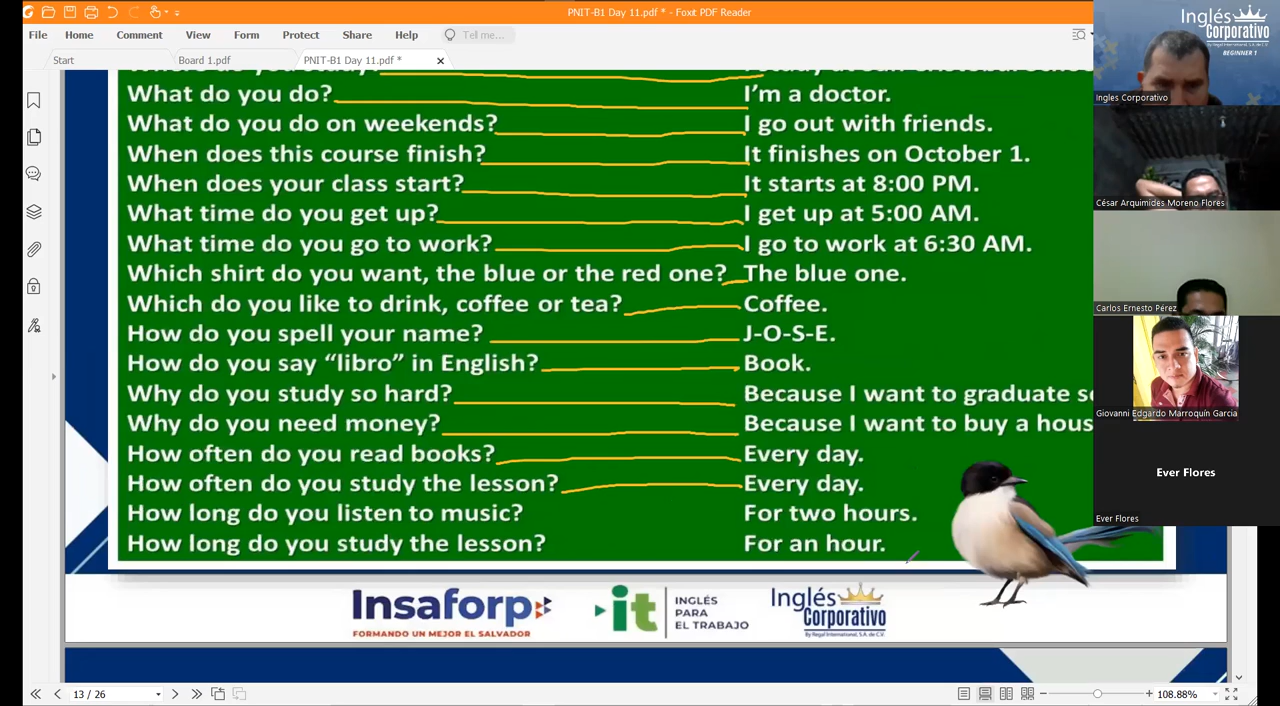 PNIT-B1 Day 11.pdf * - Foxit PDF Reader
File Home Comment View Form Protect Share Help Tell me...
Start Board 1.pdf PNIT-B1 Day 11.pdf *
What do you do? I'm a doctor.
What do you do on weekends? I go out with friends.
When does this course finish? It finishes on October 1.
When does your class start? It starts at 8:00 PM.
What time do you get up? I get up at 5:00 AM.
What time do you go to work? I go to work at 6:30 AM.
Which shirt do you want, the blue or the red one? The blue one.
Which do you like to drink, coffee or tea? Coffee.
How do you spell your name? J-O-S-E.
How do you say “libro” in English? Book.
Why do you study so hard? Because I want to graduate
Why do you need money? Because I want to buy a
How often do you read books? Every day.
How often do you study the lesson? Every day.
How long do you listen to music? For two hours.
How long do you study the lesson? For an hour.
Insaforp
FORMANDO UN MEJOR EL SALVADOR
it
INGLÉS
PARA
EL TRABAJO
Inglés
Corporativo
By Regal International, S.A. de C.V.
13 / 26
108.88%
Inglés
Corporativo
By Regal International, S.A. de C.V.
BEGINNER 1
Ingles Corporativo
César Arquimides Moreno Flores
Carlos Ernesto Pérez
Giovanni Edgardo Marroquín Garcia
Ever Flores
Ever Flores